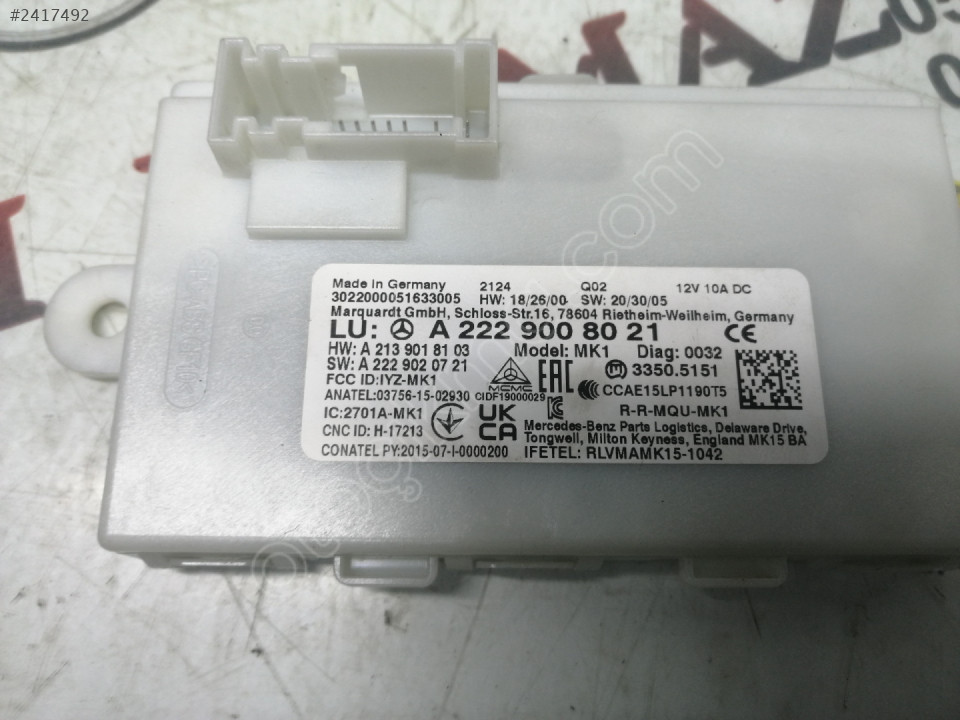 #2417492
Made in Germany 2124 Q02 12V 10A DC
3022000051633005 HW: 18/26/00 SW: 20/30/05
Marquardt GmbH, Schloss-Str.16, 78604 Rietheim-Weilheim, Germany
LU: A 222 900 80 21
HW: A 213 901 81 03 Model: MK1 Diag: 0032
SW: A 222 902 07 21 3350.5151
FCC ID:IYZ-MK1 MCMC EAC CCAE15LP1190T5
ANATEL:03756-15-02930 CIDF19000029
IC:2701A-MK1 UK CA R-R-MQU-MK1
CNC ID: H-17213 Mercedes-Benz Parts Logistics, Delaware Drive,
Tongwell, Milton Keyness, England MK15 BA
CONATEL PY:2015-07-I-0000200 IFETEL: RLVMAMK15-1042